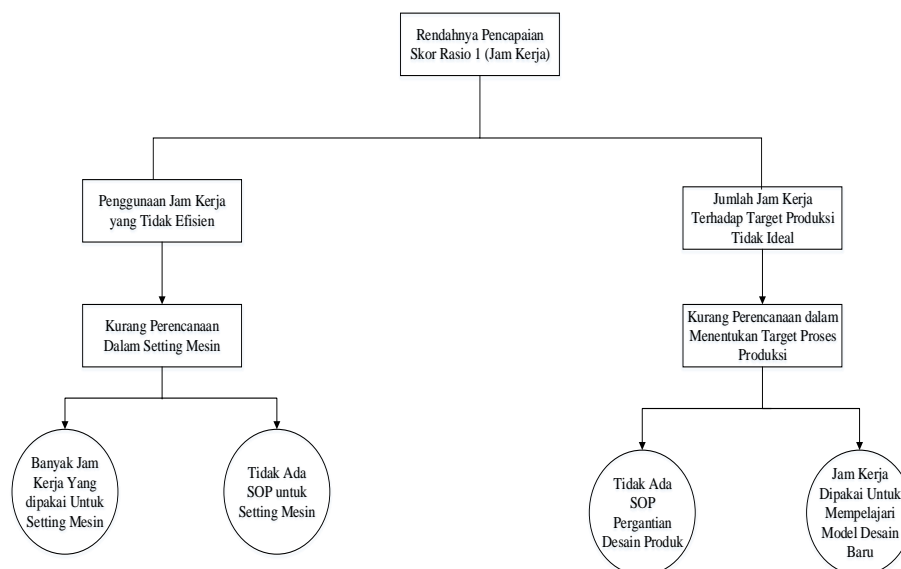 Rendahnya Pencapaian
Skor Rasio 1 (Jam Kerja)
Penggunaan Jam Kerja
yang Tidak Efisien
Jumlah Jam Kerja
Terhadap Target Produksi
Tidak Ideal
Kurang Perencanaan
Dalam Setting Mesin
Kurang Perencanaan dalam
Menentukan Target Proses
Produksi
Banyak Jam
Kerja Yang
dipakai Untuk
Setting Mesin
Tidak Ada
SOP untuk
Setting Mesin
Tidak Ada
SOP
Pergantian
Desain Produk
Jam Kerja
Dipakai Untuk
Mempelajari
Model Desain
Baru